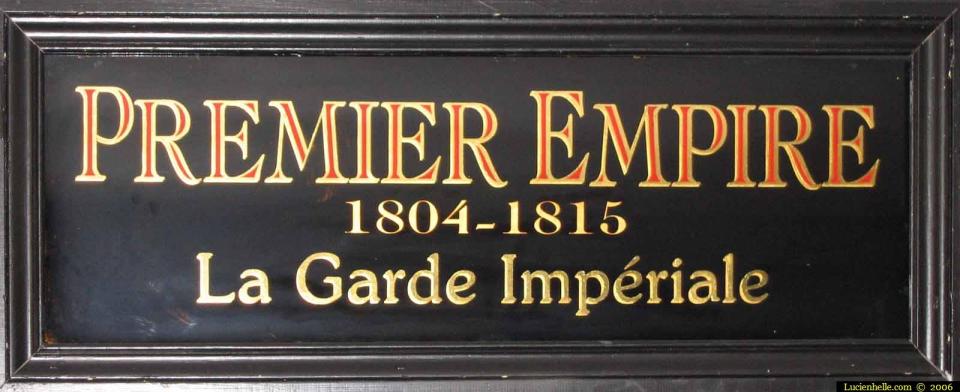 PREMIER EMPIRE
1804-1815
La Garde Impériale
Lucienhelle.com © 2006